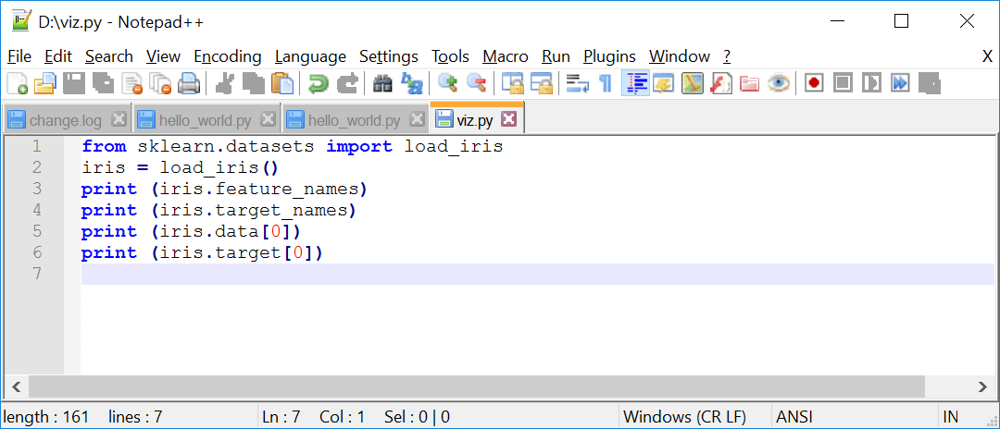 D:\viz.py - Notepad++
File Edit Search View Encoding Language Settings Tools Macro Run Plugins Window ? X
change.log hello_world.py hello_world.py viz.py
1 from sklearn.datasets import load_iris
2 iris = load_iris()
3 print (iris.feature_names)
4 print (iris.target_names)
5 print (iris.data[0])
6 print (iris.target[0])
7
length : 161 lines : 7 Ln : 7 Col : 1 Sel : 0 | 0 Windows (CR LF) ANSI IN